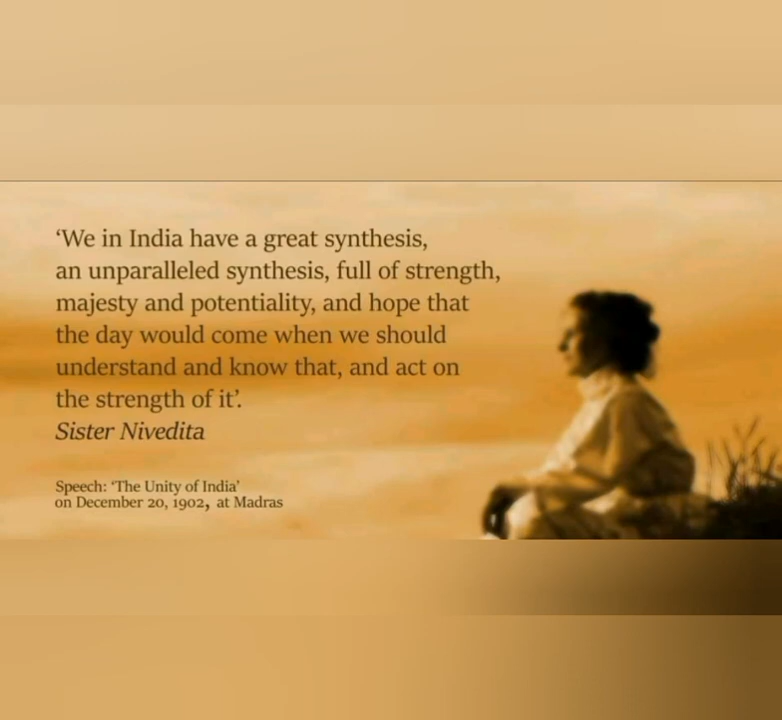 ‘We in India have a great synthesis,
an unparalleled synthesis, full of strength,
majesty and potentiality, and hope that
the day would come when we should
understand and know that, and act on
the strength of it’.
Sister Nivedita
Speech: ‘The Unity of India’
on December 20, 1902, at Madras